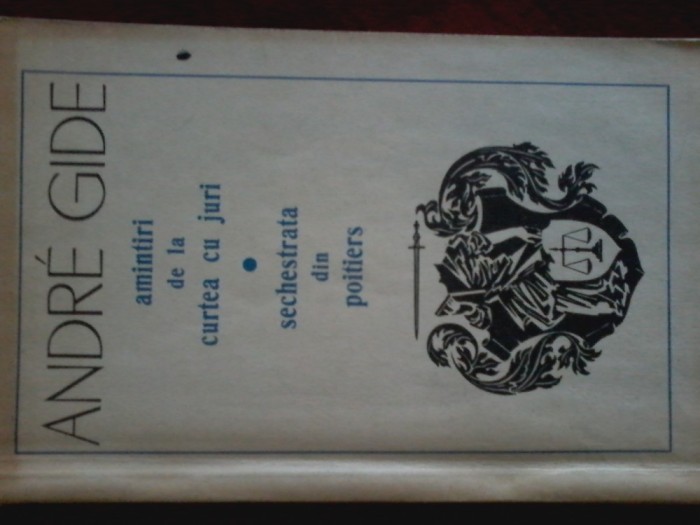 ANDRÉ GIDE
amintiri
de la
curtea cu juri
sechestrata
din
poitiers